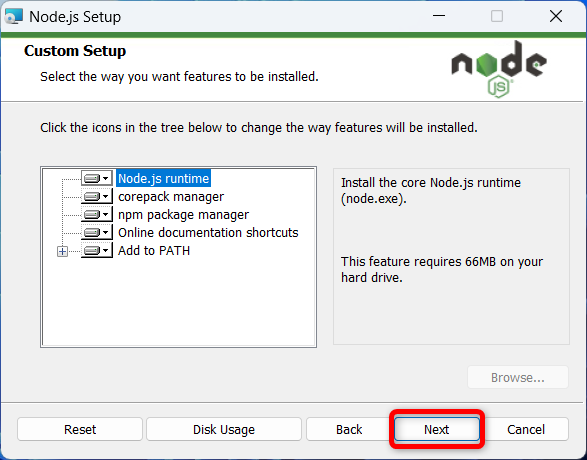 Node.js Setup
Custom Setup
Select the way you want features to be installed.
node
JS
Click the icons in the tree below to change the way features will be installed.
Node.js runtime
corepack manager
npm package manager
Online documentation shortcuts
Add to PATH
Install the core Node.js runtime
(node.exe).
This feature requires 66MB on your
hard drive.
Browse...
Reset
Disk Usage
Back
Next
Cancel